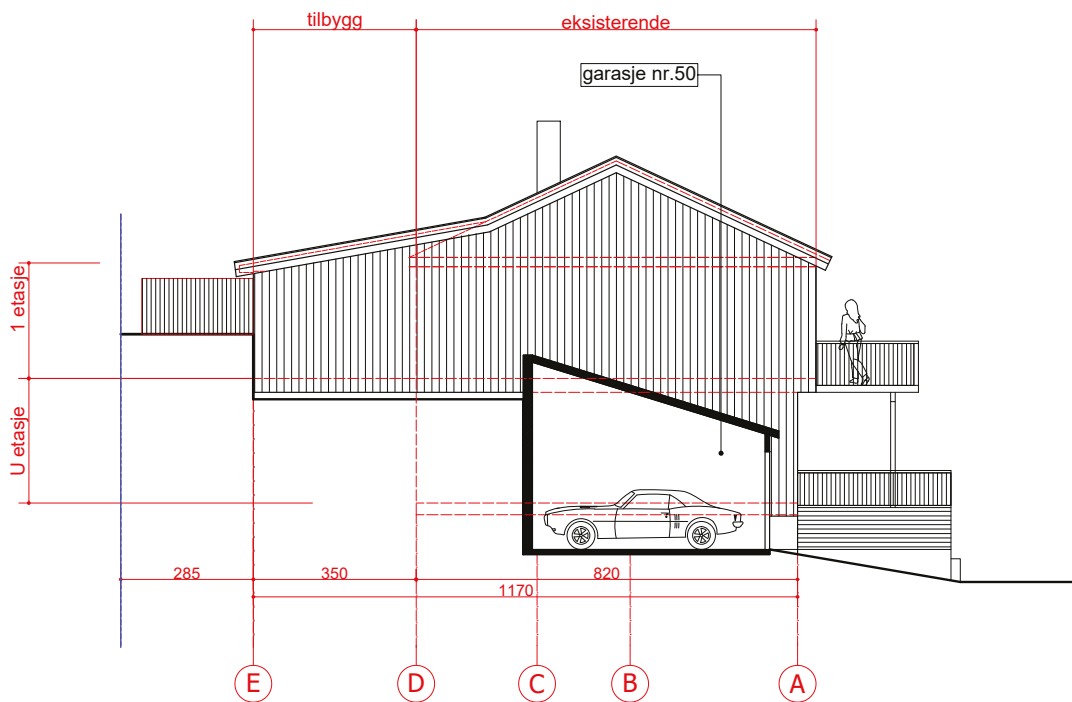 tilbygg
eksisterende
garasje nr.50
1 etasje
U etasje
285
350
820
1170
E
D
C
B
A